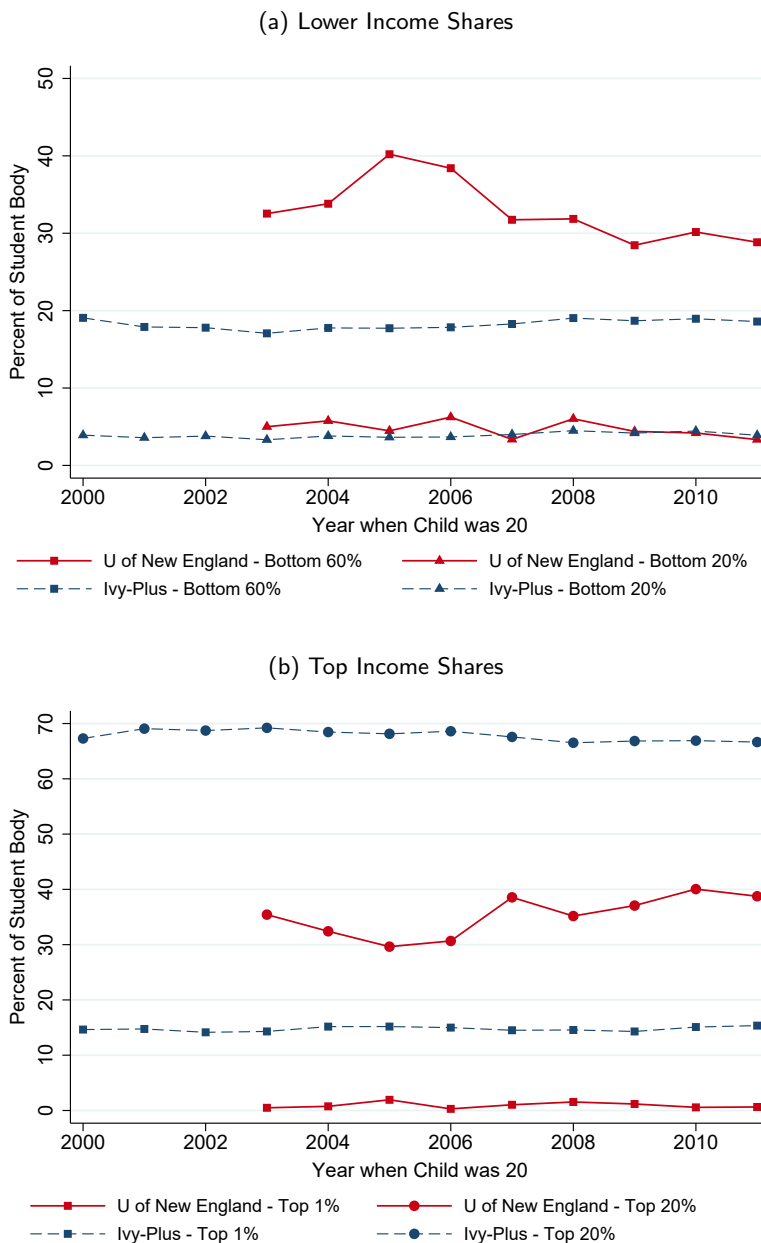 (a) Lower Income Shares
50
40
30
20
10
0
Percent of Student Body
2000 2002 2004 2006 2008 2010
Year when Child was 20
U of New England - Bottom 60% U of New England - Bottom 20%
Ivy-Plus - Bottom 60% Ivy-Plus - Bottom 20%
(b) Top Income Shares
70
60
50
40
30
20
10
0
Percent of Student Body
2000 2002 2004 2006 2008 2010
Year when Child was 20
U of New England - Top 1% U of New England - Top 20%
Ivy-Plus - Top 1% Ivy-Plus - Top 20%